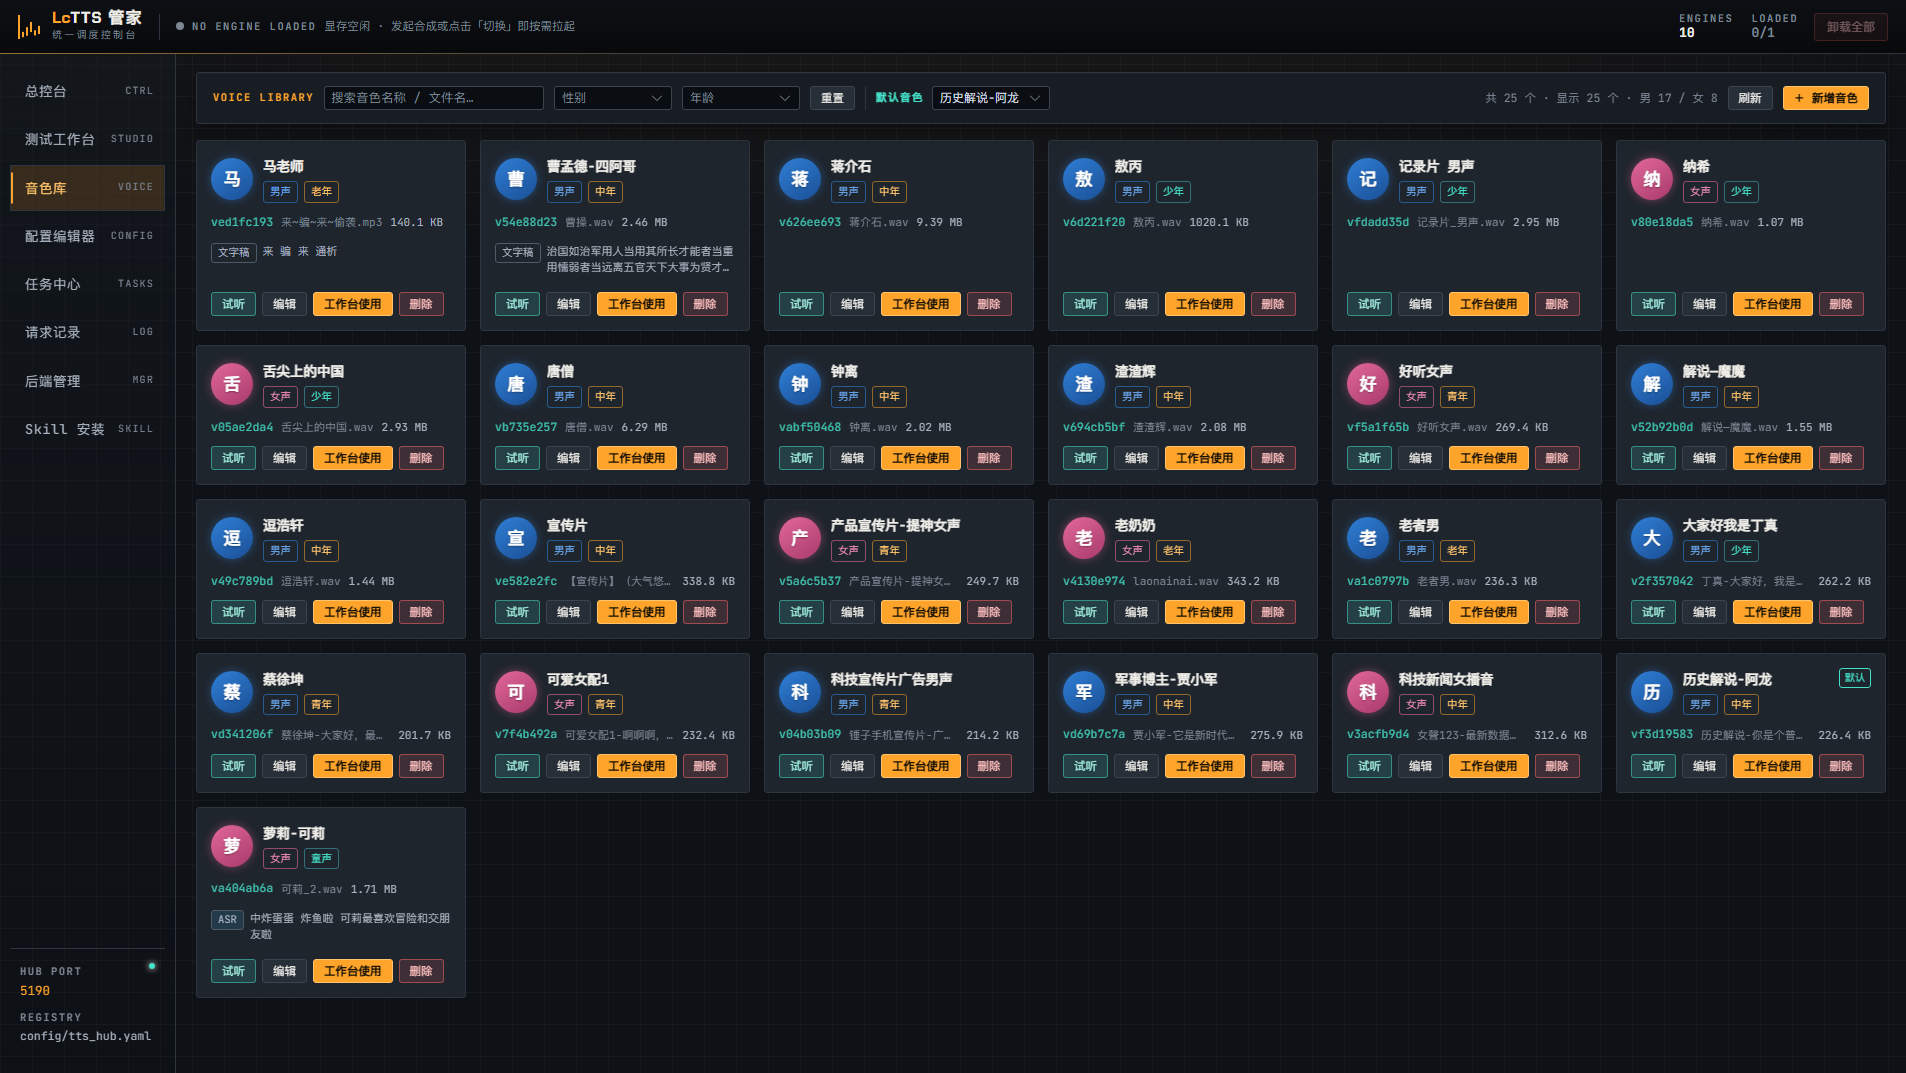 LcTTS 管家
统一调度控制台
NO ENGINE LOADED 显存空闲 · 发起合成或点击「切换」即按需拉起
ENGINES
10
LOADED
0/1
卸载全部
总控台 CTRL
测试工作台 STUDIO
音色库 VOICE
配置编辑器 CONFIG
任务中心 TASKS
请求记录 LOG
后端管理 MGR
Skill 安装 SKILL
HUB PORT
5190
REGISTRY
config/tts_hub.yaml
VOICE LIBRARY 搜索音色名称 / 文件名… 性别 年龄 重置 默认音色 历史解说-阿龙 共 25 个 · 显示 25 个 · 男 17 / 女 8 刷新 + 新增音色
马 马老师
男声 老年
ved1fc193 来~骗~来~偷袭.mp3 140.1 KB
文字稿 来 骗 来 通析
试听 编辑 工作台使用 删除
曹 曹孟德-四阿哥
男声 中年
v54e88d23 曹操.wav 2.46 MB
文字稿 治国如治军用人当用其所长才能者当重
用懦弱者当远离五官天下大事为贤才…
试听 编辑 工作台使用 删除
蒋 蒋介石
男声 中年
v626ee693 蒋介石.wav 9.39 MB
试听 编辑 工作台使用 删除
敖 敖丙
男声 少年
v6d221f20 敖丙.wav 1020.1 KB
试听 编辑 工作台使用 删除
记 记录片 男声
男声 少年
vfdadd35d 记录片_男声.wav 2.95 MB
试听 编辑 工作台使用 删除
纳 纳希
女声 少年
v80e18da5 纳希.wav 1.07 MB
试听 编辑 工作台使用 删除
舌 舌尖上的中国
女声 少年
v05ae2da4 舌尖上的中国.wav 2.93 MB
试听 编辑 工作台使用 删除
唐 唐僧
男声 中年
vb735e257 唐僧.wav 6.29 MB
试听 编辑 工作台使用 删除
钟 钟离
男声 中年
vabf50468 钟离.wav 2.02 MB
试听 编辑 工作台使用 删除
渣 渣渣辉
男声 中年
v694cb5bf 渣渣辉.wav 2.08 MB
试听 编辑 工作台使用 删除
好 好听女声
女声 青年
vf5a1f65b 好听女声.wav 269.4 KB
试听 编辑 工作台使用 删除
解 解说—魔魔
男声 中年
v52b92b0d 解说—魔魔.wav 1.55 MB
试听 编辑 工作台使用 删除
逗 逗浩轩
男声 中年
v49c789bd 逗浩轩.wav 1.44 MB
试听 编辑 工作台使用 删除
宣 宣传片
男声 中年
ve582e2fc 【宣传片】（大气悠… 338.8 KB
试听 编辑 工作台使用 删除
产 产品宣传片-提神女声
女声 青年
v5a6c5b37 产品宣传片-提神女… 249.7 KB
试听 编辑 工作台使用 删除
老 老奶奶
女声 老年
v4130e974 laonainai.wav 343.2 KB
试听 编辑 工作台使用 删除
老 老者男
男声 老年
va1c0797b 老者男.wav 236.3 KB
试听 编辑 工作台使用 删除
大 大家好我是丁真
男声 少年
v2f357042 丁真-大家好，我是… 262.2 KB
试听 编辑 工作台使用 删除
蔡 蔡徐坤
男声 青年
vd341206f 蔡徐坤-大家好，最… 201.7 KB
试听 编辑 工作台使用 删除
可 可爱女配1
女声 青年
v7f4b492a 可爱女配1-啊啊啊，… 232.4 KB
试听 编辑 工作台使用 删除
科 科技宣传片广告男声
男声 青年
v04b03b09 锤子手机宣传片-广… 214.2 KB
试听 编辑 工作台使用 删除
军 军事博主-贾小军
男声 中年
vd69b7c7a 贾小军-它是新时代… 275.9 KB
试听 编辑 工作台使用 删除
科 科技新闻女播音
女声 中年
v3acfb9d4 女聲123-最新数据… 312.6 KB
试听 编辑 工作台使用 删除
历 历史解说-阿龙 默认
男声 中年
vf3d19583 历史解说-你是个普… 226.4 KB
试听 编辑 工作台使用 删除
萝 萝莉-可莉
女声 童声
va404ab6a 可莉_2.wav 1.71 MB
ASR 中炸蛋蛋 炸鱼啦 可莉最喜欢冒险和交朋
友啦
试听 编辑 工作台使用 删除